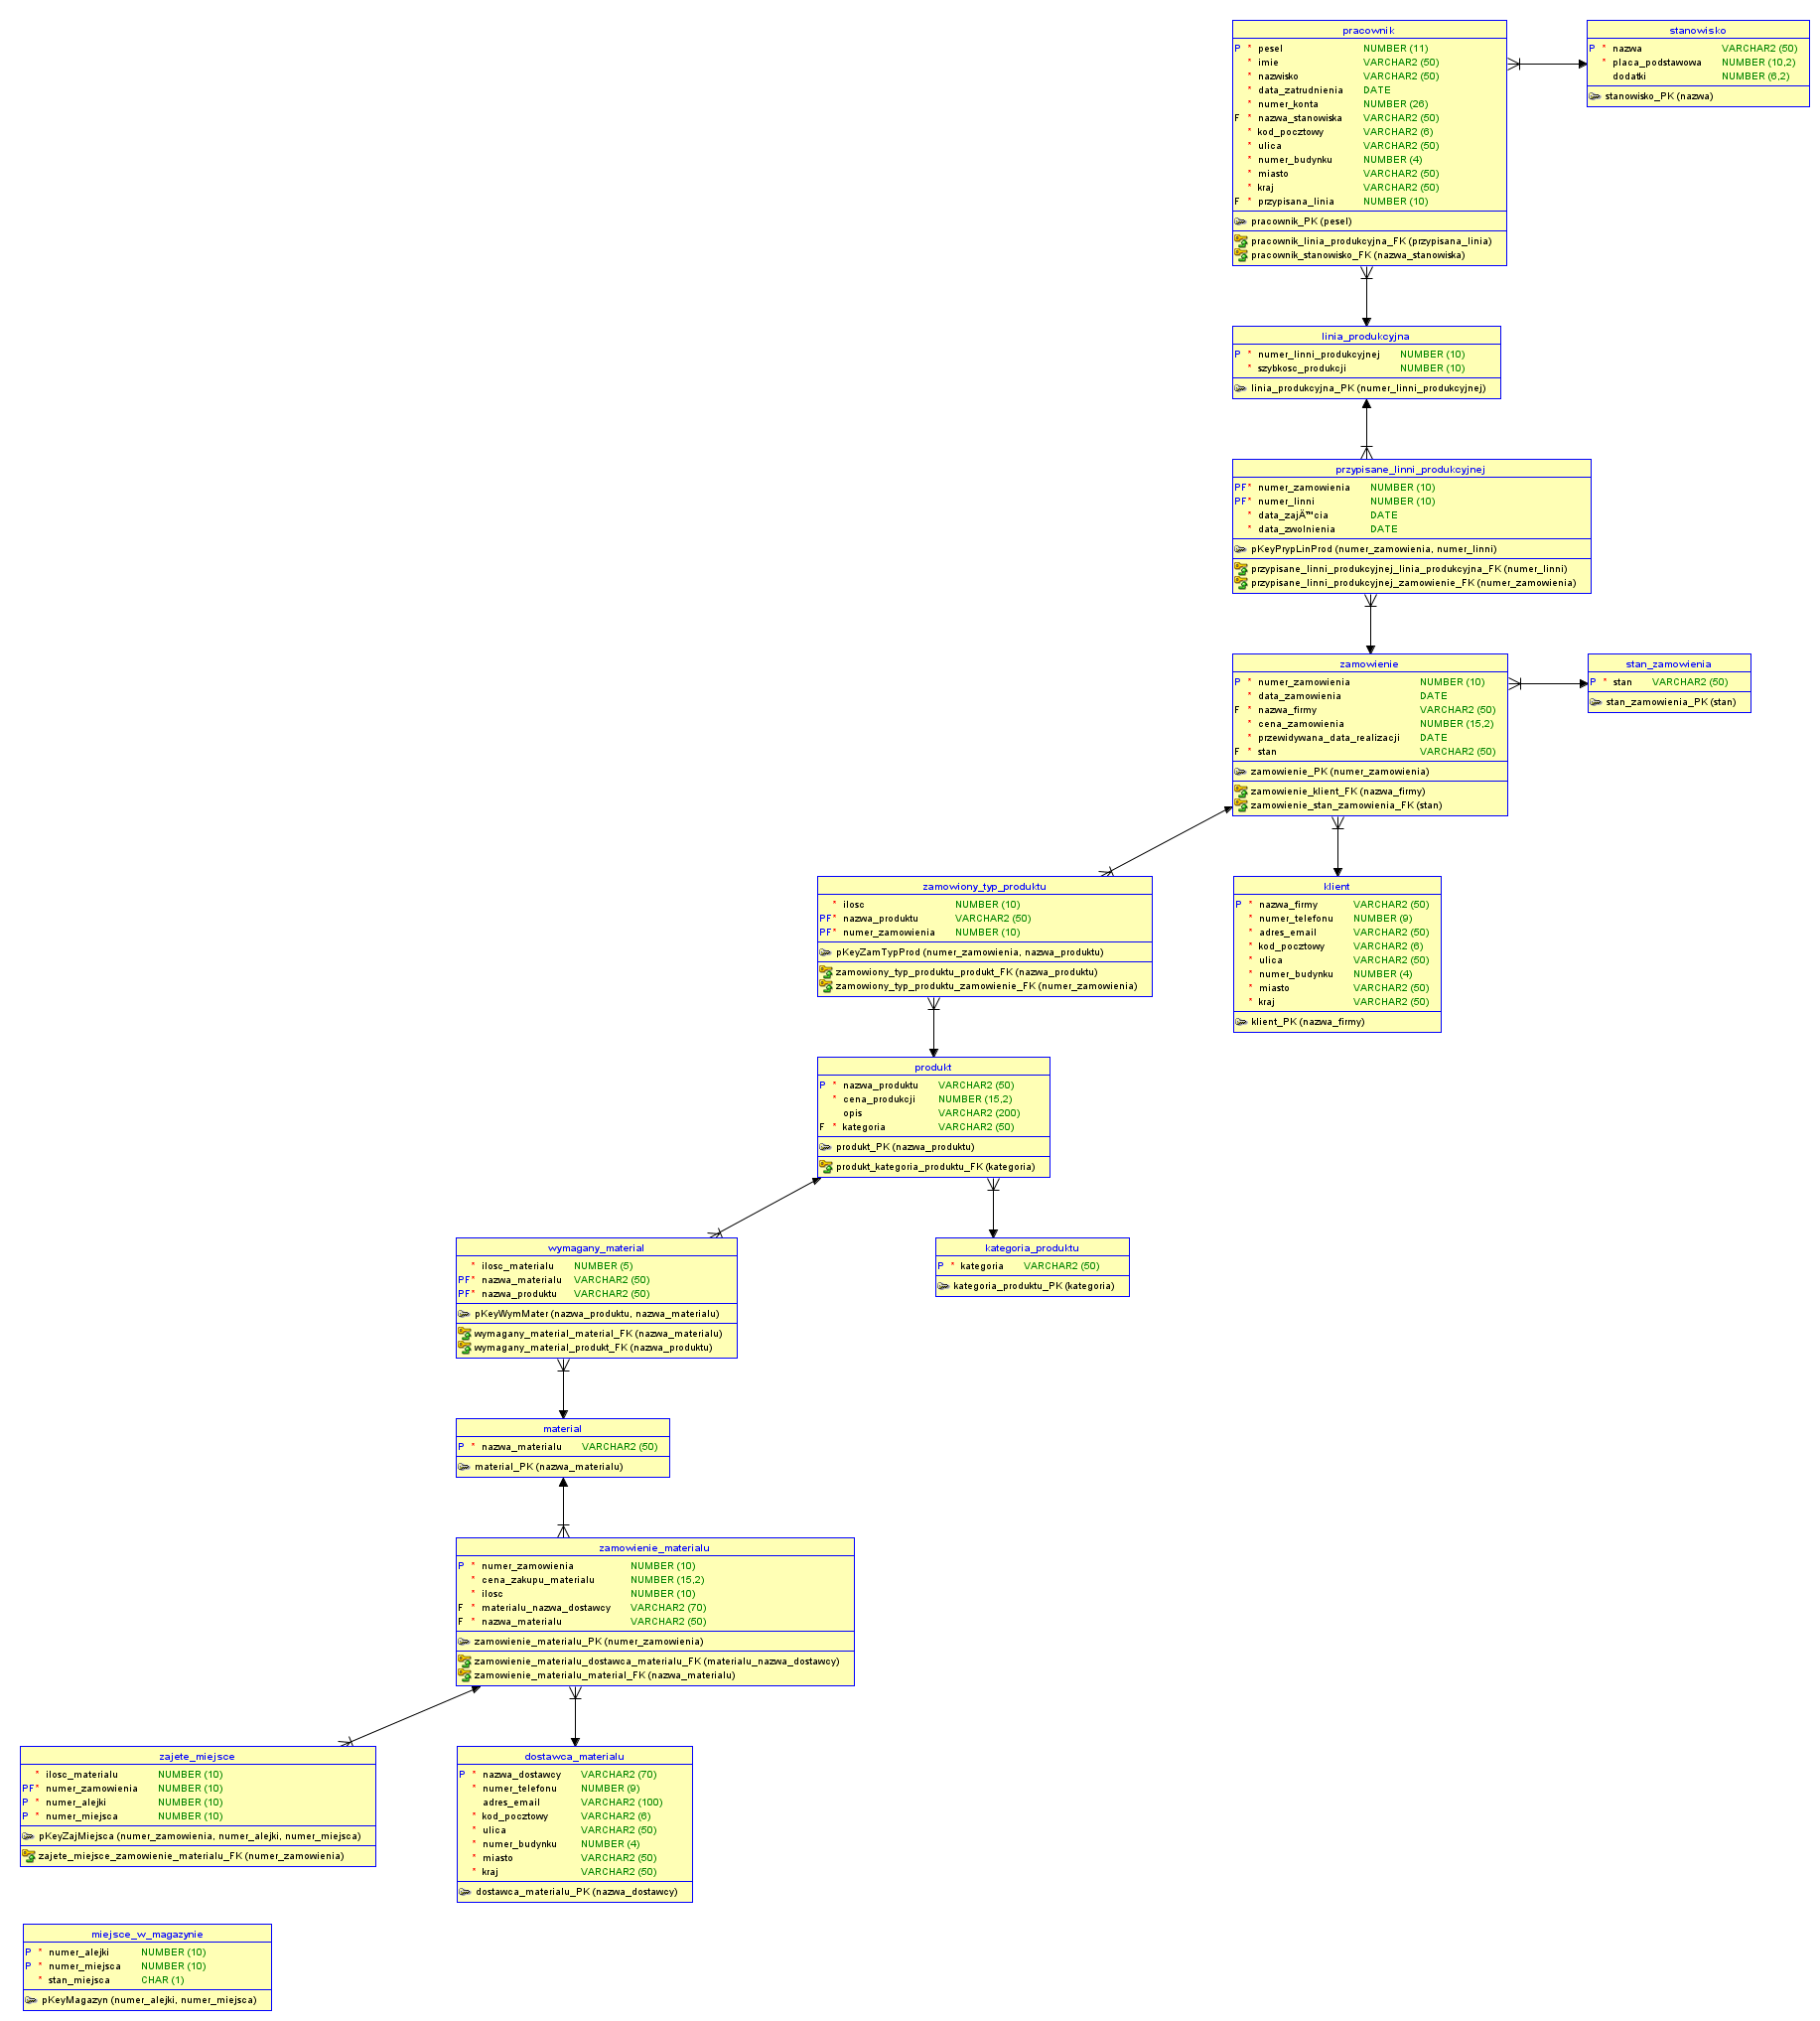 pracownik
P * pesel NUMBER (11)
* imie VARCHAR2 (50)
* nazwisko VARCHAR2 (50)
* data_zatrudnienia DATE
* numer_konta NUMBER (26)
F * nazwa_stanowiska VARCHAR2 (50)
* kod_pocztowy VARCHAR2 (6)
* ulica VARCHAR2 (50)
* numer_budynku NUMBER (4)
* miasto VARCHAR2 (50)
* kraj VARCHAR2 (50)
F * przypisana_linia NUMBER (10)
pracownik_PK (pesel)
pracownik_linia_produkcyjna_FK (przypisana_linia)
pracownik_stanowisko_FK (nazwa_stanowiska)
stanowisko
P * nazwa VARCHAR2 (50)
* placa_podstawowa NUMBER (10,2)
dodatki NUMBER (6,2)
stanowisko_PK (nazwa)
linia_produkcyjna
P * numer_linni_produkcyjnej NUMBER (10)
* szybkosc_produkcji NUMBER (10)
linia_produkcyjna_PK (numer_linni_produkcyjnej)
przypisane_linni_produkcyjnej
PF* numer_zamowienia NUMBER (10)
PF* numer_linni NUMBER (10)
* data_zajÄ™cia DATE
* data_zwolnienia DATE
pKeyPrypLinProd (numer_zamowienia, numer_linni)
przypisane_linni_produkcyjnej_linia_produkcyjna_FK (numer_linni)
przypisane_linni_produkcyjnej_zamowienie_FK (numer_zamowienia)
zamowienie
P * numer_zamowienia NUMBER (10)
* data_zamowienia DATE
F * nazwa_firmy VARCHAR2 (50)
* cena_zamowienia NUMBER (15,2)
* przewidywana_data_realizacji DATE
F * stan VARCHAR2 (50)
zamowienie_PK (numer_zamowienia)
zamowienie_klient_FK (nazwa_firmy)
zamowienie_stan_zamowienia_FK (stan)
stan_zamowienia
P * stan VARCHAR2 (50)
stan_zamowienia_PK (stan)
zamowiony_typ_produktu
* ilosc NUMBER (10)
PF* nazwa_produktu VARCHAR2 (50)
PF* numer_zamowienia NUMBER (10)
pKeyZamTypProd (numer_zamowienia, nazwa_produktu)
zamowiony_typ_produktu_produkt_FK (nazwa_produktu)
zamowiony_typ_produktu_zamowienie_FK (numer_zamowienia)
klient
P * nazwa_firmy VARCHAR2 (50)
* numer_telefonu NUMBER (9)
* adres_email VARCHAR2 (50)
* kod_pocztowy VARCHAR2 (6)
* ulica VARCHAR2 (50)
* numer_budynku NUMBER (4)
* miasto VARCHAR2 (50)
* kraj VARCHAR2 (50)
klient_PK (nazwa_firmy)
produkt
P * nazwa_produktu VARCHAR2 (50)
* cena_produkcji NUMBER (15,2)
opis VARCHAR2 (200)
F * kategoria VARCHAR2 (50)
produkt_PK (nazwa_produktu)
produkt_kategoria_produktu_FK (kategoria)
wymagany_material
* ilosc_materialu NUMBER (5)
PF* nazwa_materialu VARCHAR2 (50)
PF* nazwa_produktu VARCHAR2 (50)
pKeyWymMater (nazwa_produktu, nazwa_materialu)
wymagany_material_material_FK (nazwa_materialu)
wymagany_material_produkt_FK (nazwa_produktu)
kategoria_produktu
P * kategoria VARCHAR2 (50)
kategoria_produktu_PK (kategoria)
material
P * nazwa_materialu VARCHAR2 (50)
material_PK (nazwa_materialu)
zamowienie_materialu
P * numer_zamowienia NUMBER (10)
* cena_zakupu_materialu NUMBER (15,2)
* ilosc NUMBER (10)
F * materialu_nazwa_dostawcy VARCHAR2 (70)
F * nazwa_materialu VARCHAR2 (50)
zamowienie_materialu_PK (numer_zamowienia)
zamowienie_materialu_dostawca_materialu_FK (materialu_nazwa_dostawcy)
zamowienie_materialu_material_FK (nazwa_materialu)
zajete_miejsce
* ilosc_materialu NUMBER (10)
PF* numer_zamowienia NUMBER (10)
P * numer_alejki NUMBER (10)
P * numer_miejsca NUMBER (10)
pKeyZajMiejsca (numer_zamowienia, numer_alejki, numer_miejsca)
zajete_miejsce_zamowienie_materialu_FK (numer_zamowienia)
dostawca_materialu
P * nazwa_dostawcy VARCHAR2 (70)
* numer_telefonu NUMBER (9)
adres_email VARCHAR2 (100)
* kod_pocztowy VARCHAR2 (6)
* ulica VARCHAR2 (50)
* numer_budynku NUMBER (4)
* miasto VARCHAR2 (50)
* kraj VARCHAR2 (50)
dostawca_materialu_PK (nazwa_dostawcy)
miejsce_w_magazynie
P * numer_alejki NUMBER (10)
P * numer_miejsca NUMBER (10)
* stan_miejsca CHAR (1)
pKeyMagazyn (numer_alejki, numer_miejsca)